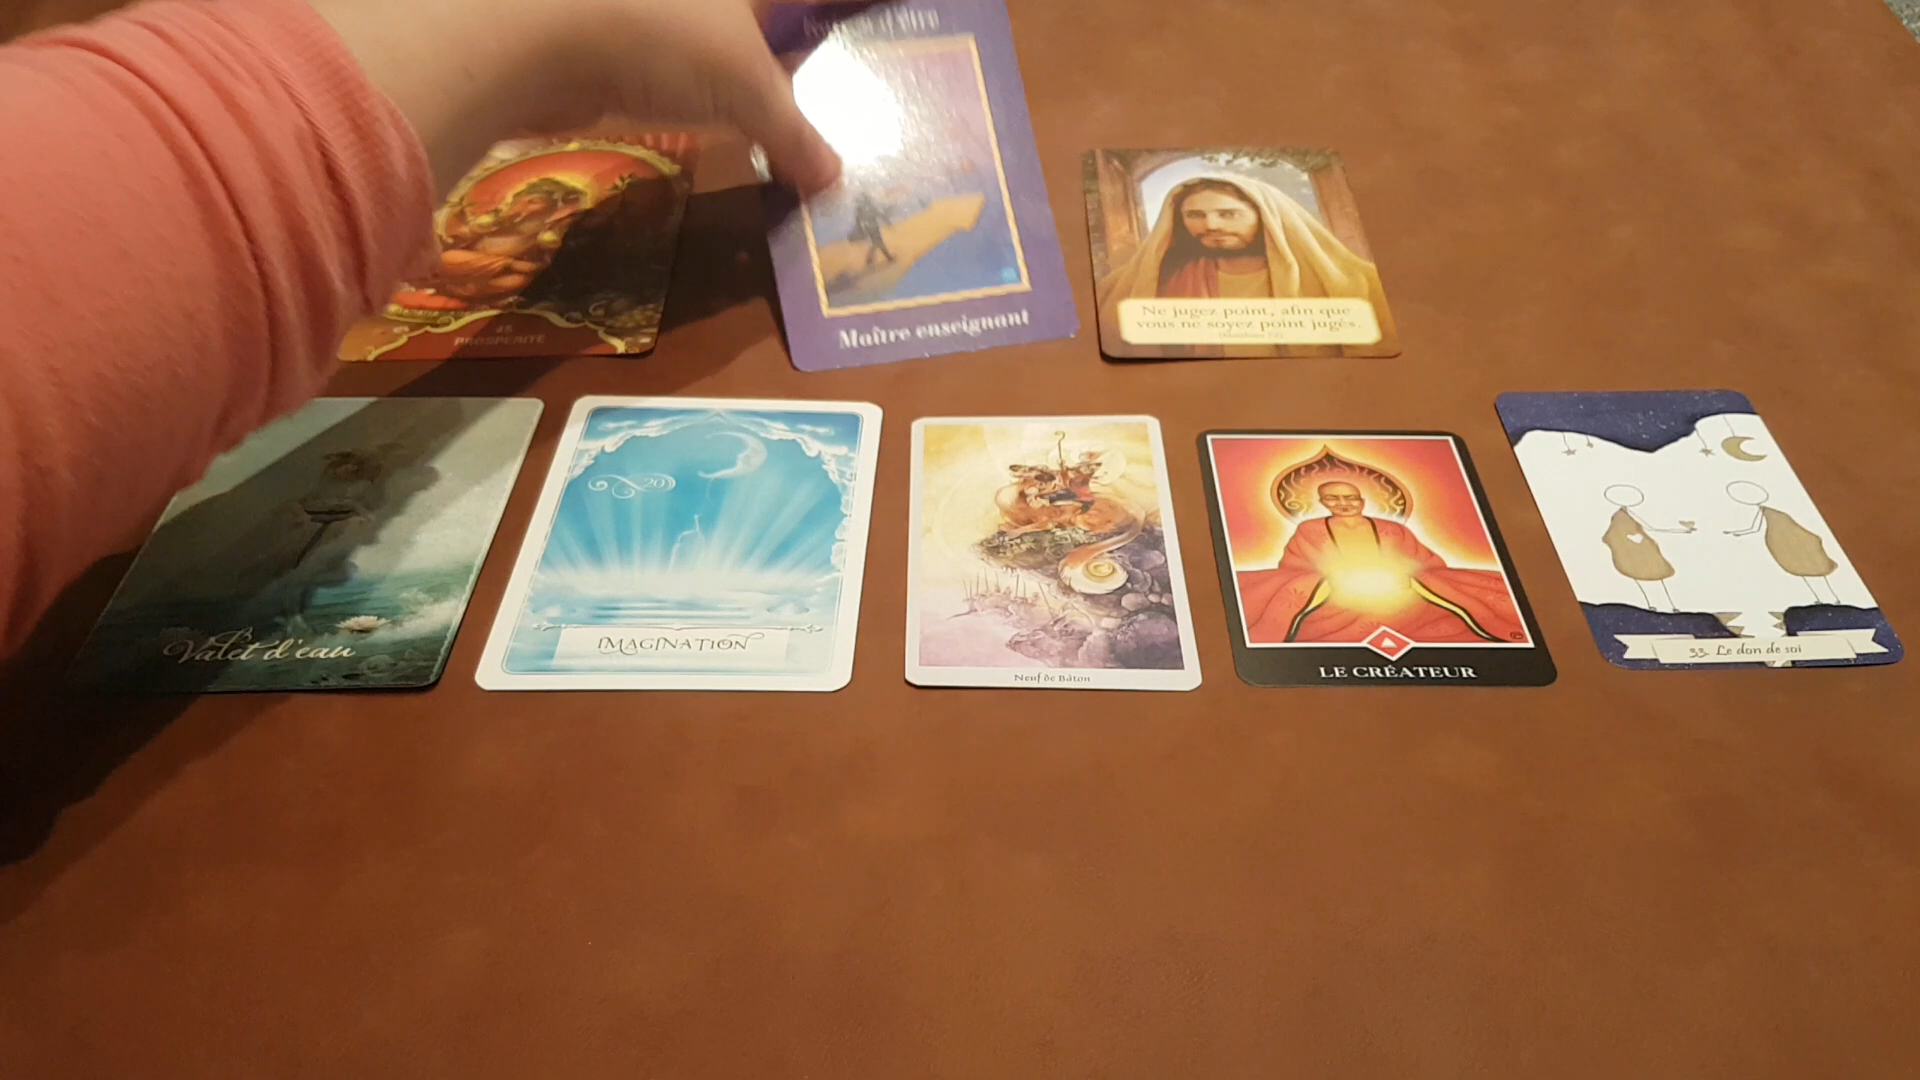 45
PROSPÉRITÉ
Maître enseignant
Ne jugez point, afin que
vous ne soyez point jugés.
Valet d'eau
20
IMAGINATION
Neuf de Bâton
LE CRÉATEUR
33. Le don de soi